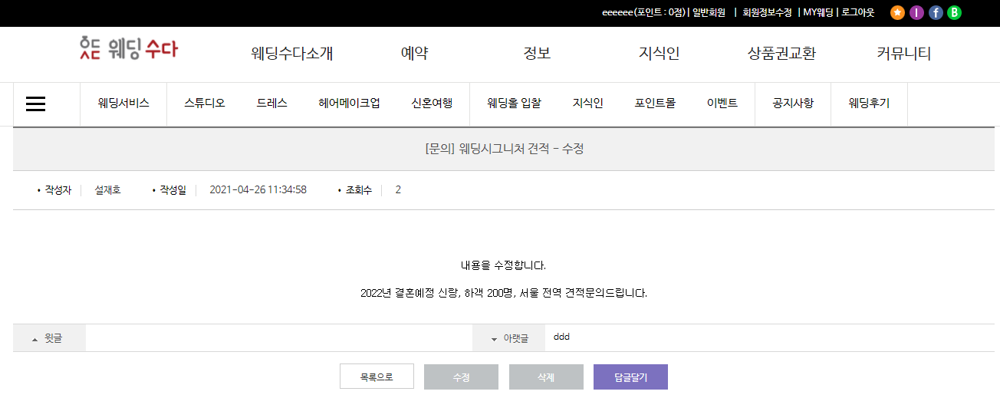 eeeeee(포인트 : 0점) | 일반회원 | 회원정보수정 | MY웨딩 | 로그아웃 ★ I f B
웨딩수다 웨딩수다소개 예약 정보 지식인 상품권교환 커뮤니티
웨딩서비스 스튜디오 드레스 헤어메이크업 신혼여행 웨딩홀 입찰 지식인 포인트몰 이벤트 공지사항 웨딩후기
[문의] 웨딩시그니처 견적 - 수정
• 작성자 설재호 • 작성일 2021-04-26 11:34:58 • 조회수 2
내용을 수정합니다.
2022년 결혼예정 신랑, 하객 200명, 서울 전역 견적문의드립니다.
윗글 아랫글 ddd
목록으로 수정 삭제 답글달기